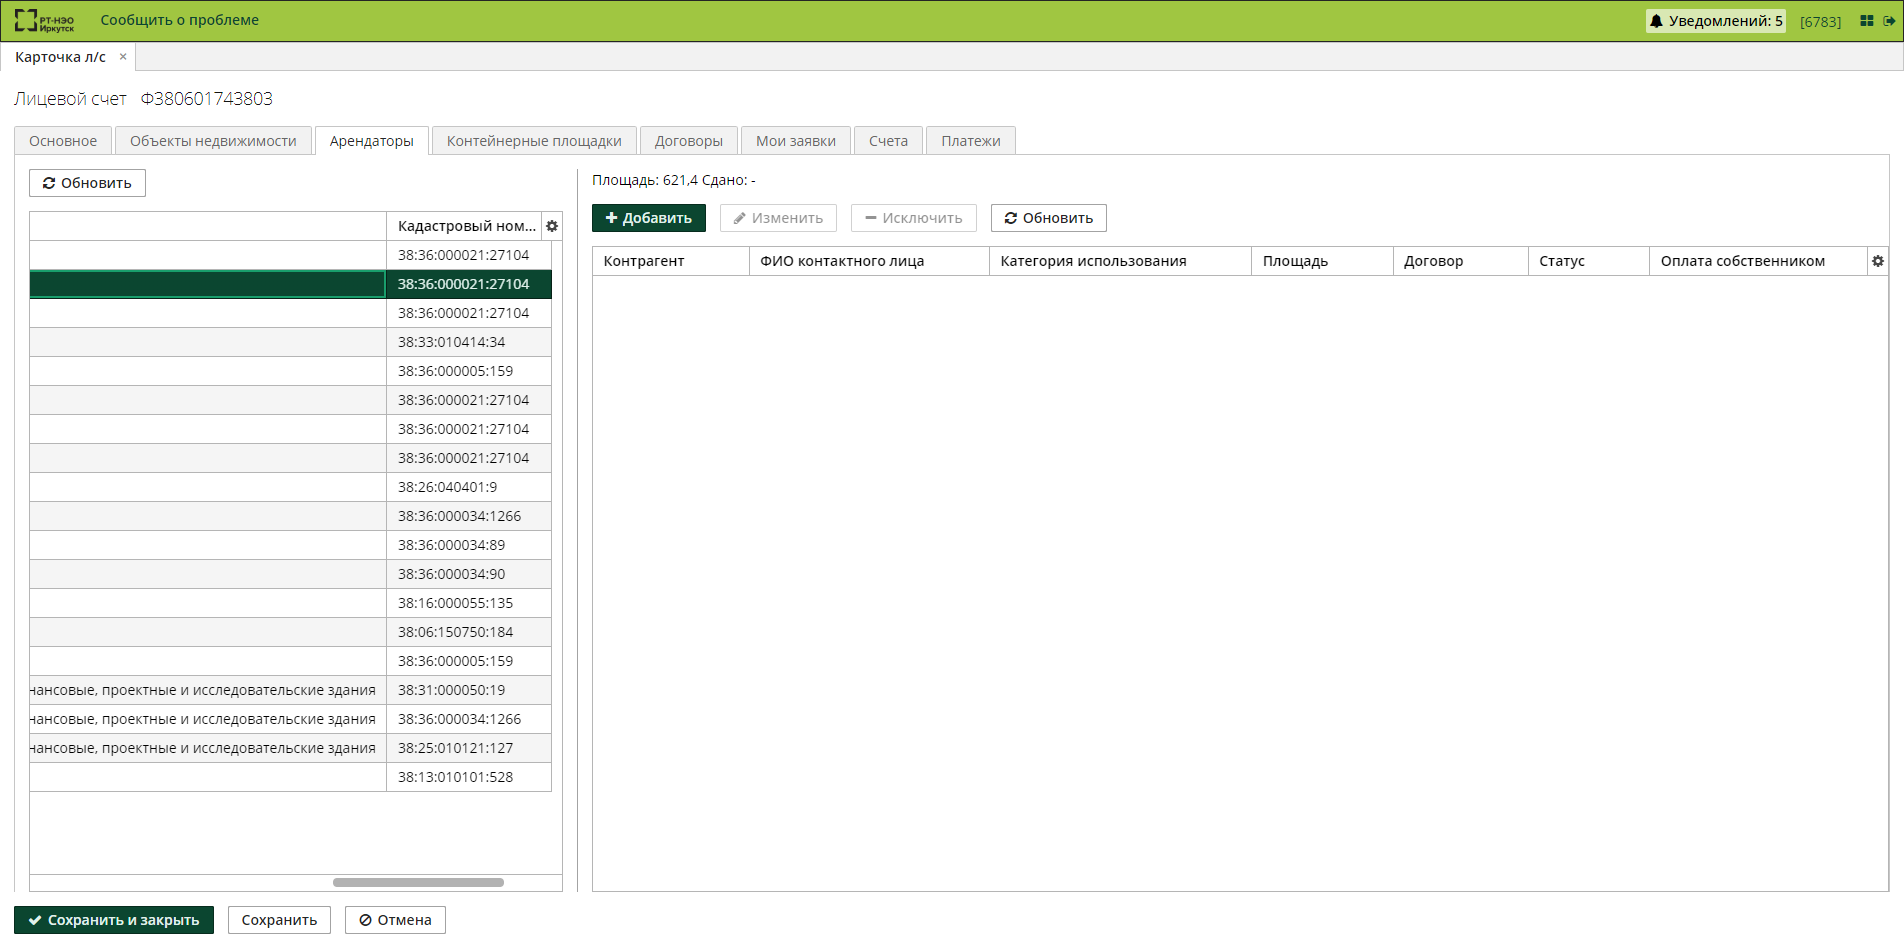 РТ-НЭО
Иркутск
Сообщить о проблеме
Уведомлений: 5
[6783]
Карточка л/с ×
Лицевой счет Ф380601743803
Основное
Объекты недвижимости
Арендаторы
Контейнерные площадки
Договоры
Мои заявки
Счета
Платежи
Обновить
Кадастровый ном...
38:36:000021:27104
38:36:000021:27104
38:36:000021:27104
38:33:010414:34
38:36:000005:159
38:36:000021:27104
38:36:000021:27104
38:36:000021:27104
38:26:040401:9
38:36:000034:1266
38:36:000034:89
38:36:000034:90
38:16:000055:135
38:06:150750:184
38:36:000005:159
нансовые, проектные и исследовательские здания 38:31:000050:19
нансовые, проектные и исследовательские здания 38:36:000034:1266
нансовые, проектные и исследовательские здания 38:25:010121:127
38:13:010101:528
Площадь: 621,4 Сдано: -
Добавить
Изменить
Исключить
Обновить
Контрагент
ФИО контактного лица
Категория использования
Площадь
Договор
Статус
Оплата собственником
Сохранить и закрыть
Сохранить
Отмена